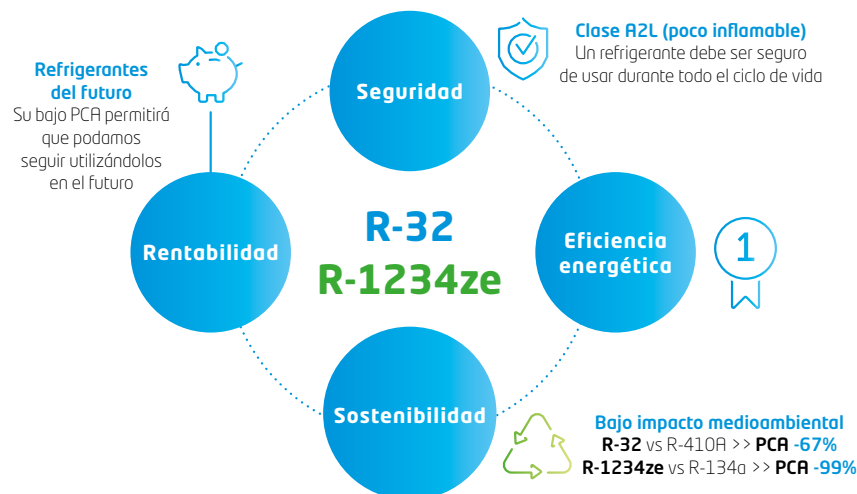 Clase A2L (poco inflamable)
Un refrigerante debe ser seguro
de usar durante todo el ciclo de vida
Seguridad
Refrigerantes
del futuro
Su bajo PCA permitirá
que podamos
seguir utilizándolos
en el futuro
Rentabilidad
R-32
R-1234ze
Eficiencia
energética
1
Sostenibilidad
Bajo impacto medioambiental
R-32 vs R-410A >> PCA -67%
R-1234ze vs R-134a >> PCA -99%